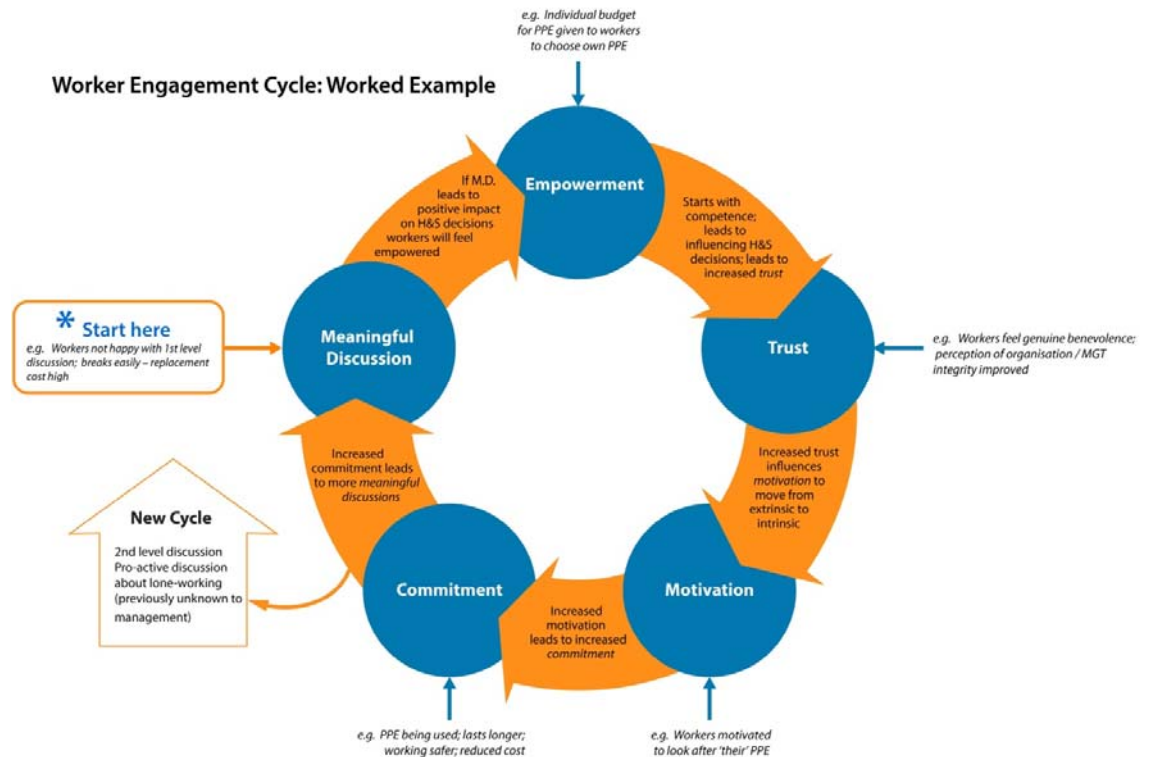 e.g. Individual budget
for PPE given to workers
to choose own PPE
Worker Engagement Cycle: Worked Example
Empowerment
If M.D.
leads to
positive impact
on H&S decisions
workers will feel
empowered
Starts with
competence;
leads to
influencing H&S
decisions; leads to
increased trust
* Start here
e.g. Workers not happy with 1st level
discussion; breaks easily – replacement
cost high
Meaningful
Discussion
Trust
e.g. Workers feel genuine benevolence;
perception of organisation / MGT
integrity improved
Increased trust
influences
motivation to
move from
extrinsic to
intrinsic
Increased
commitment leads
to more meaningful
discussions
New Cycle
2nd level discussion
Pro-active discussion
about lone-working
(previously unknown to
management)
Commitment
Motivation
Increased
motivation
leads to increased
commitment
e.g. PPE being used; lasts longer;
working safer; reduced cost
e.g. Workers motivated
to look after 'their' PPE